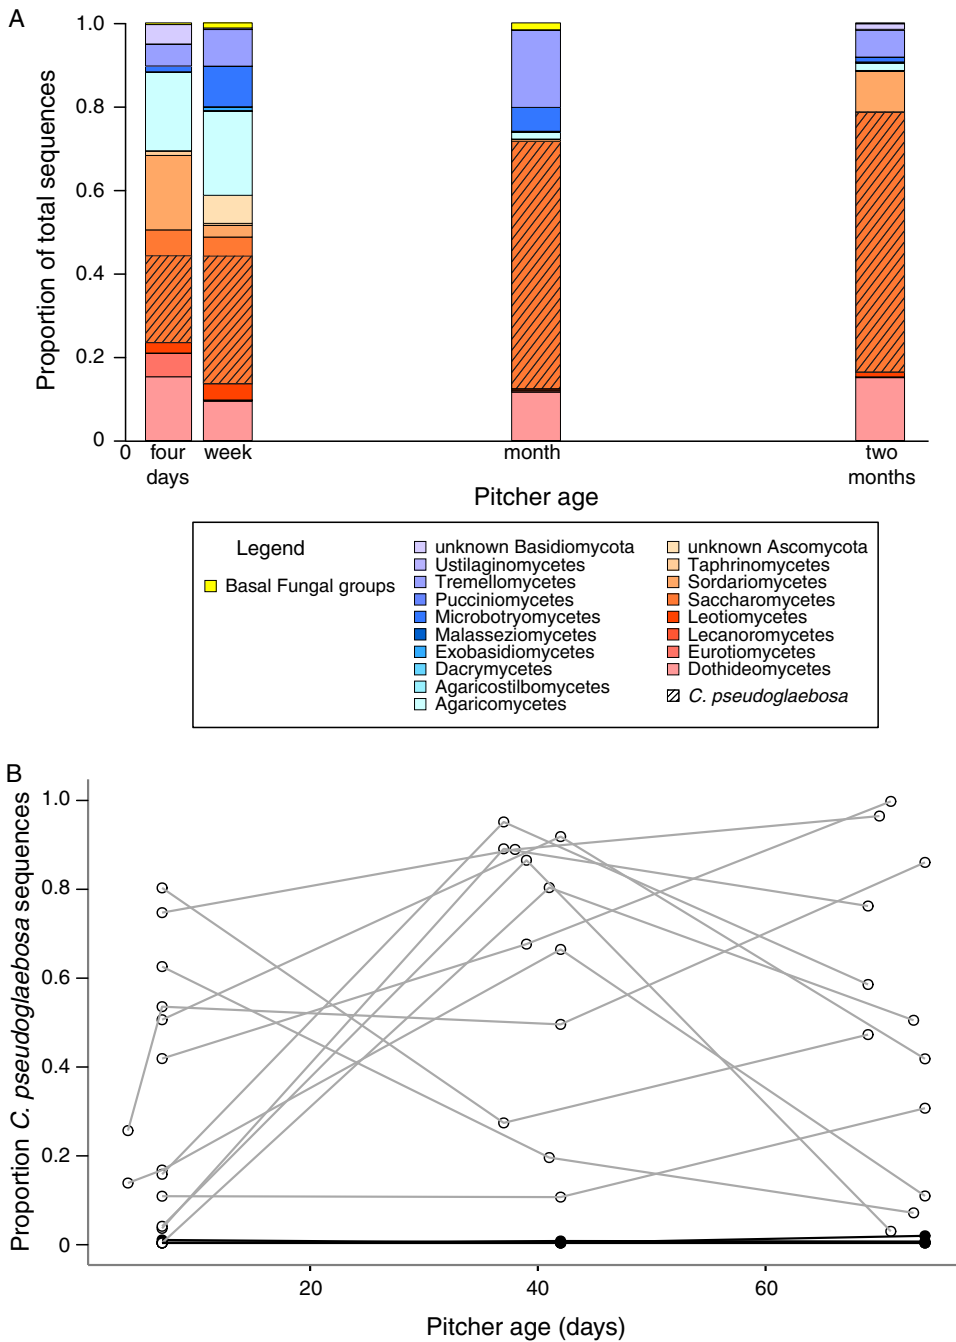 A
Proportion of total sequences
1.0
0.8
0.6
0.4
0.2
0
0 four days week month two months
Pitcher age
Legend
Basal Fungal groups
unknown Basidiomycota
Ustilaginomycetes
Tremellomycetes
Pucciniomycetes
Microbotryomycetes
Malasseziomycetes
Exobasidiomycetes
Dacrymycetes
Agaricostilbomycetes
Agaricomycetes
unknown Ascomycota
Taphrinomycetes
Sordariomycetes
Saccharomycetes
Leotiomycetes
Lecanoromycetes
Eurotiomycetes
Dothideomycetes
C. pseudoglaebosa
B
Proportion C. pseudoglaebosa sequences
1.0
0.8
0.6
0.4
0.2
0
20 40 60
Pitcher age (days)